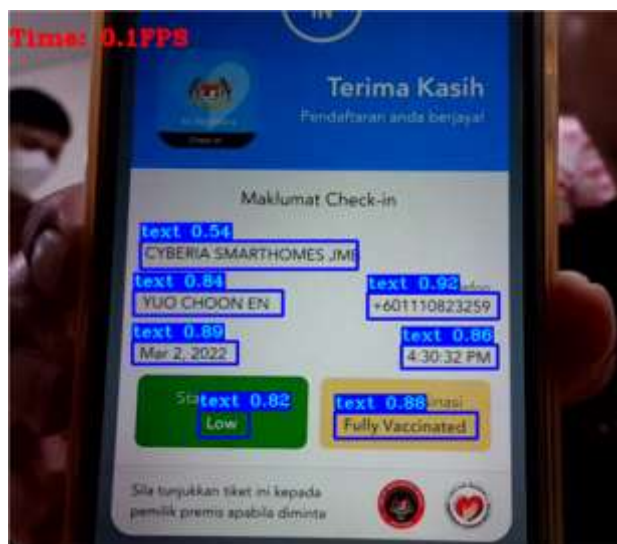 IN
Time: 0.1FPS
Terima Kasih
Pendaftaran anda berjaya!
Check-in
Maklumat Check-in
text 0.54
CYBERIA SMARTHOMES JMB
text 0.84 text 0.92
YUO CHOON EN +601110823259
text 0.89 text 0.86
Mar 2, 2022 4:30:32 PM
text 0.82 text 0.88
Low Fully Vaccinated
Sila tunjukkan tiket ini kepada
pemilik premis apabila diminta